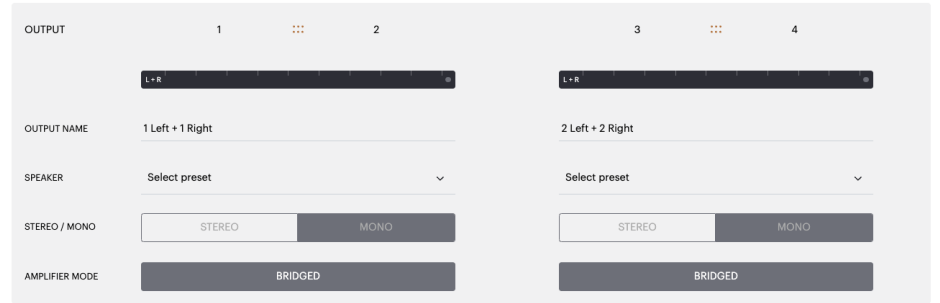 OUTPUT 1 2 3 4
L+R L+R
OUTPUT NAME 1 Left + 1 Right 2 Left + 2 Right
SPEAKER Select preset Select preset
STEREO / MONO STEREO MONO STEREO MONO
AMPLIFIER MODE BRIDGED BRIDGED